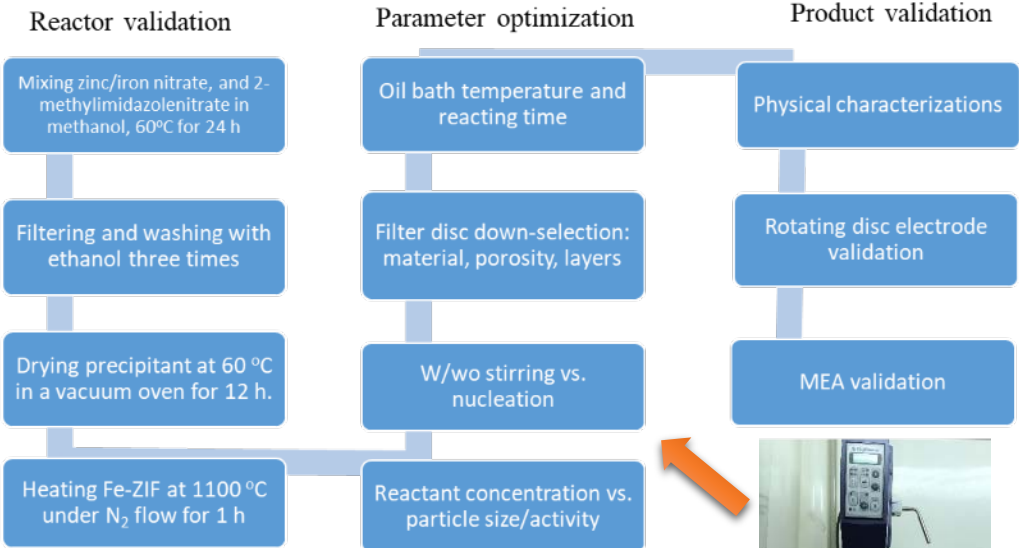 Reactor validation
Mixing zinc/iron nitrate, and 2-
methylimidazolenitrate in
methanol, 60ºC for 24 h
Filtering and washing with
ethanol three times
Drying precipitant at 60 ºC
in a vacuum oven for 12 h.
Heating Fe-ZIF at 1100 ºC
under N₂ flow for 1 h
Parameter optimization
Oil bath temperature and
reacting time
Filter disc down-selection:
material, porosity, layers
W/wo stirring vs.
nucleation
Reactant concentration vs.
particle size/activity
Product validation
Physical characterizations
Rotating disc electrode
validation
MEA validation